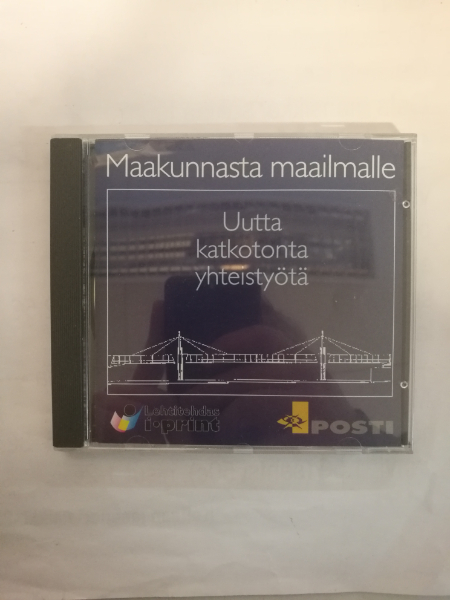 Maakunnasta maailmalle
Uutta
katkotonta
yhteistyötä
Lehtitehdas
i·print
POSTI